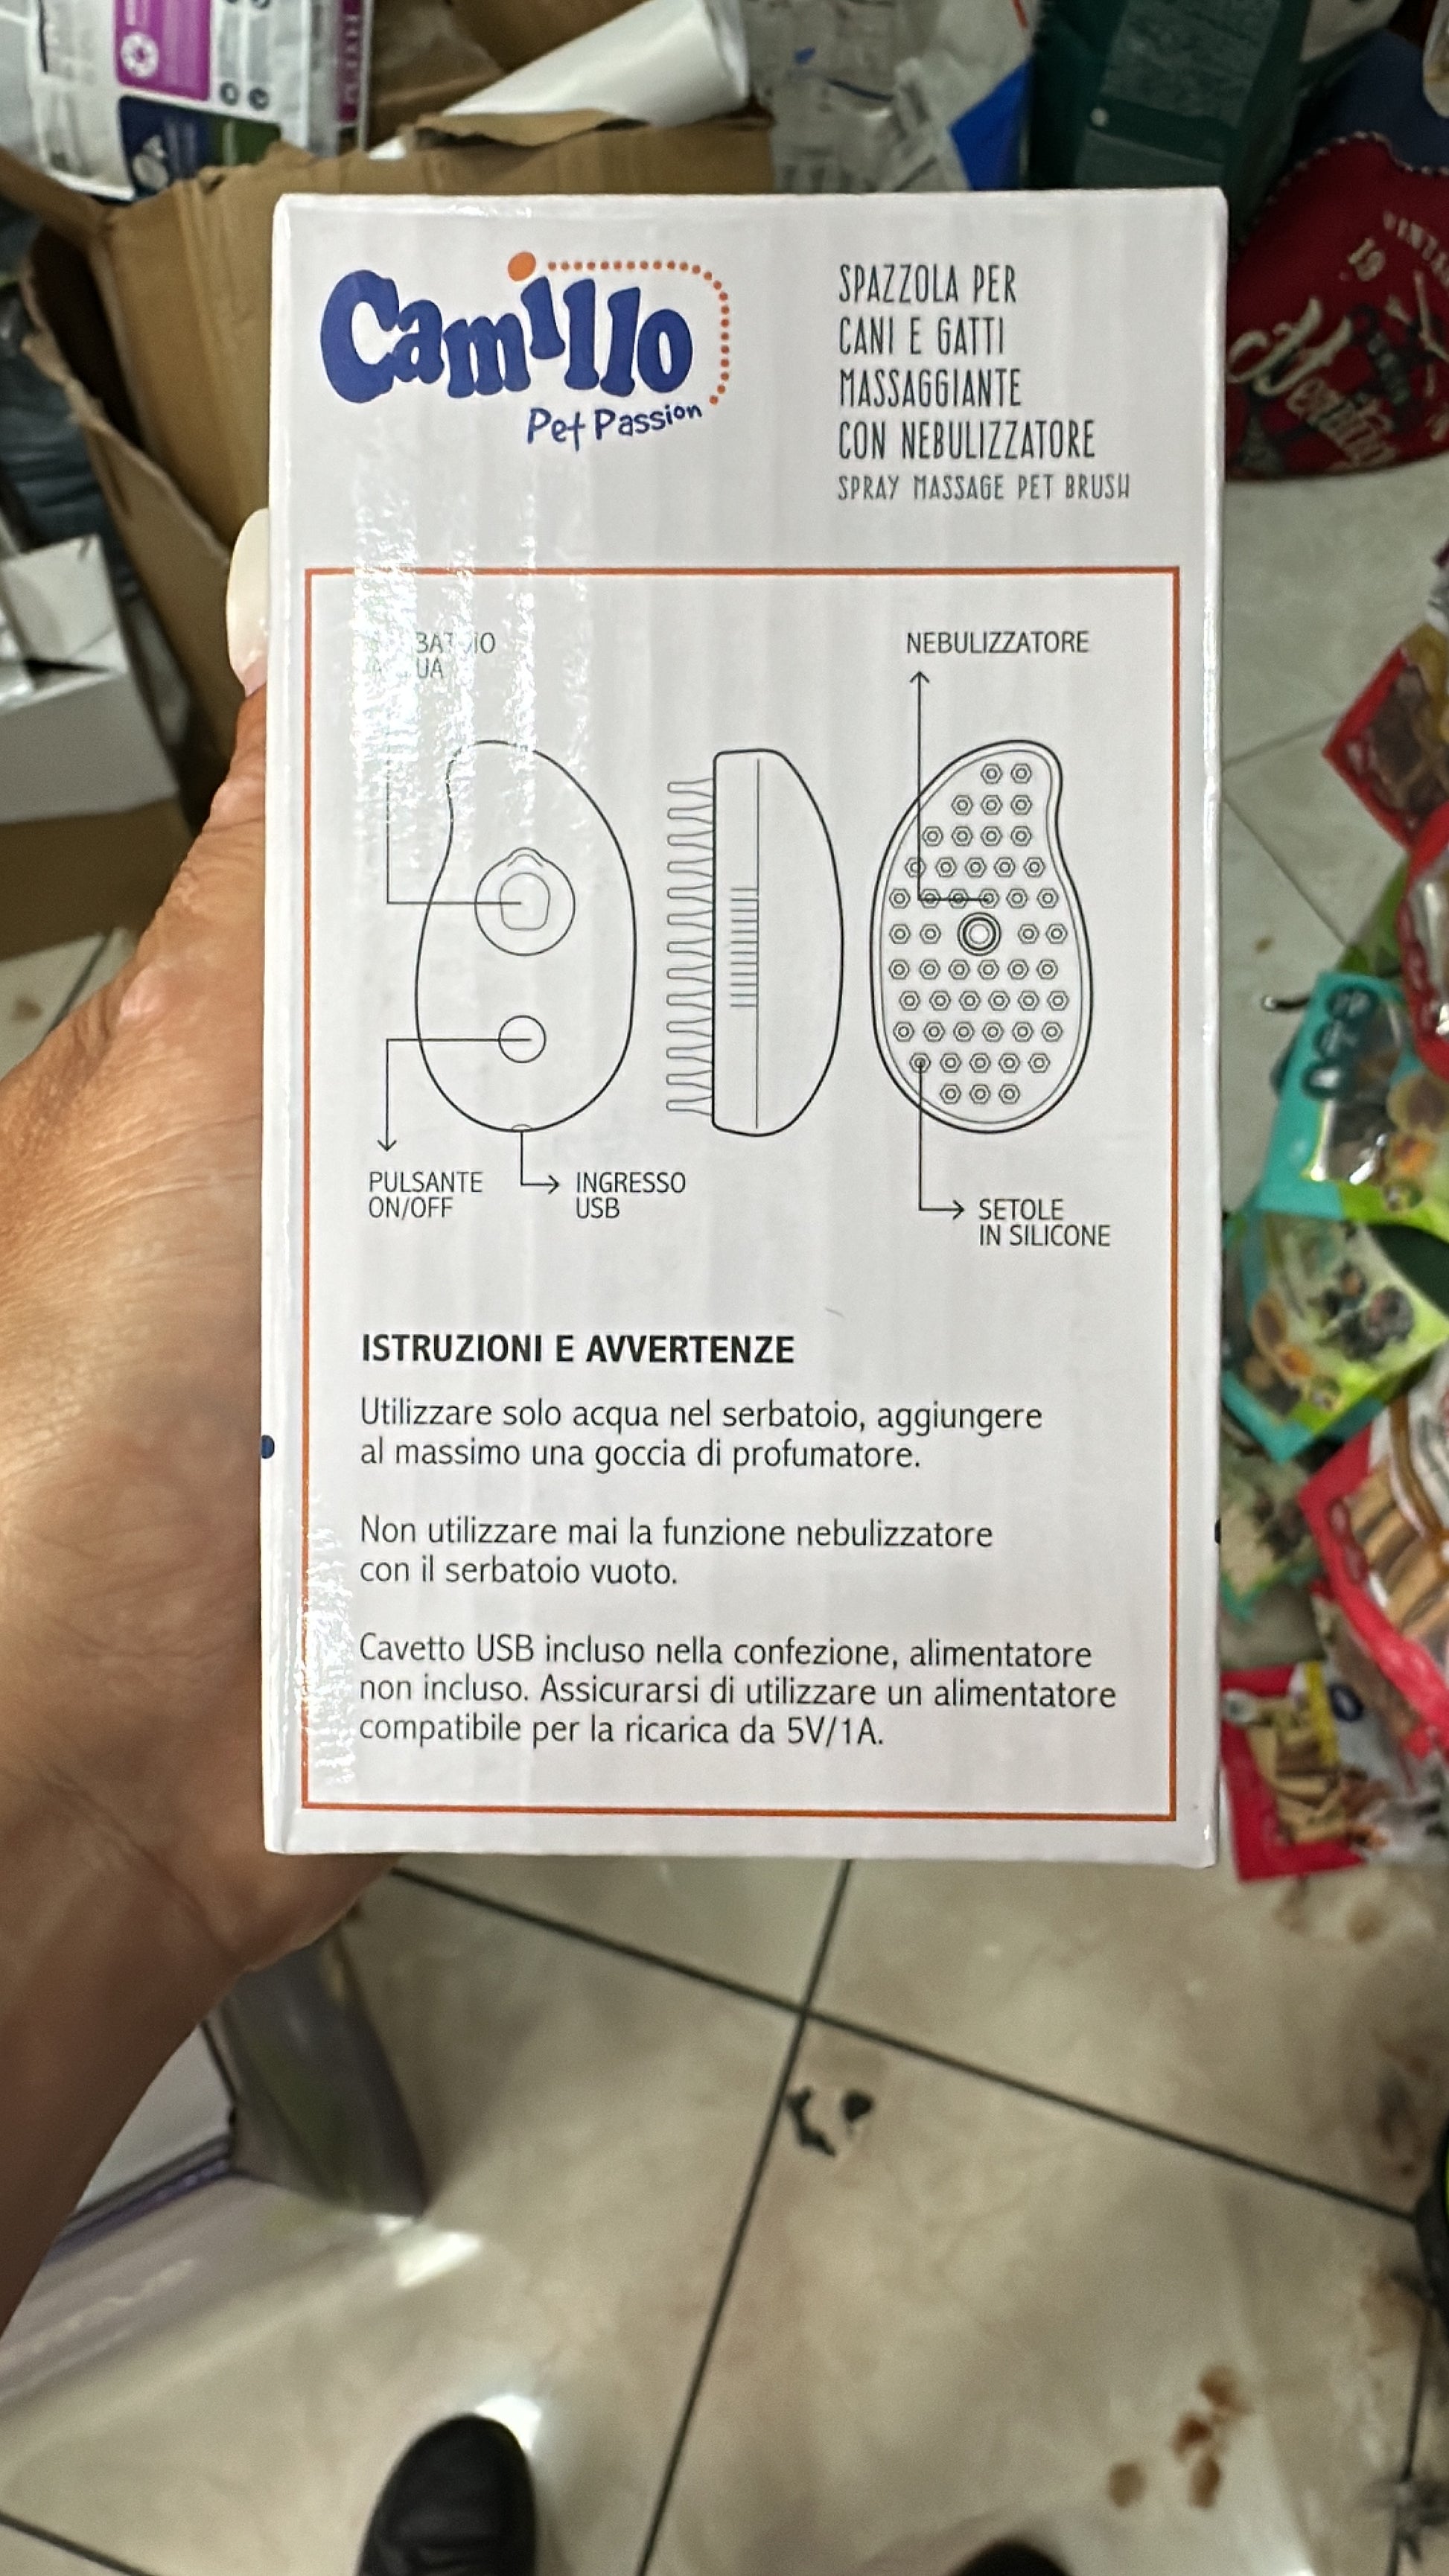 Camillo
Pet Passion
SPAZZOLA PER
CANI E GATTI
MASSAGGIANTE
CON NEBULIZZATORE
SPRAY MASSAGE PET BRUSH
NEBULIZZATORE
PULSANTE
ON/OFF
INGRESSO
USB
SETOLE
IN SILICONE
ISTRUZIONI E AVVERTENZE
Utilizzare solo acqua nel serbatoio, aggiungere
al massimo una goccia di profumatore.
Non utilizzare mai la funzione nebulizzatore
con il serbatoio vuoto.
Cavetto USB incluso nella confezione, alimentatore
non incluso. Assicurarsi di utilizzare un alimentatore
compatibile per la ricarica da 5V/1A.
19